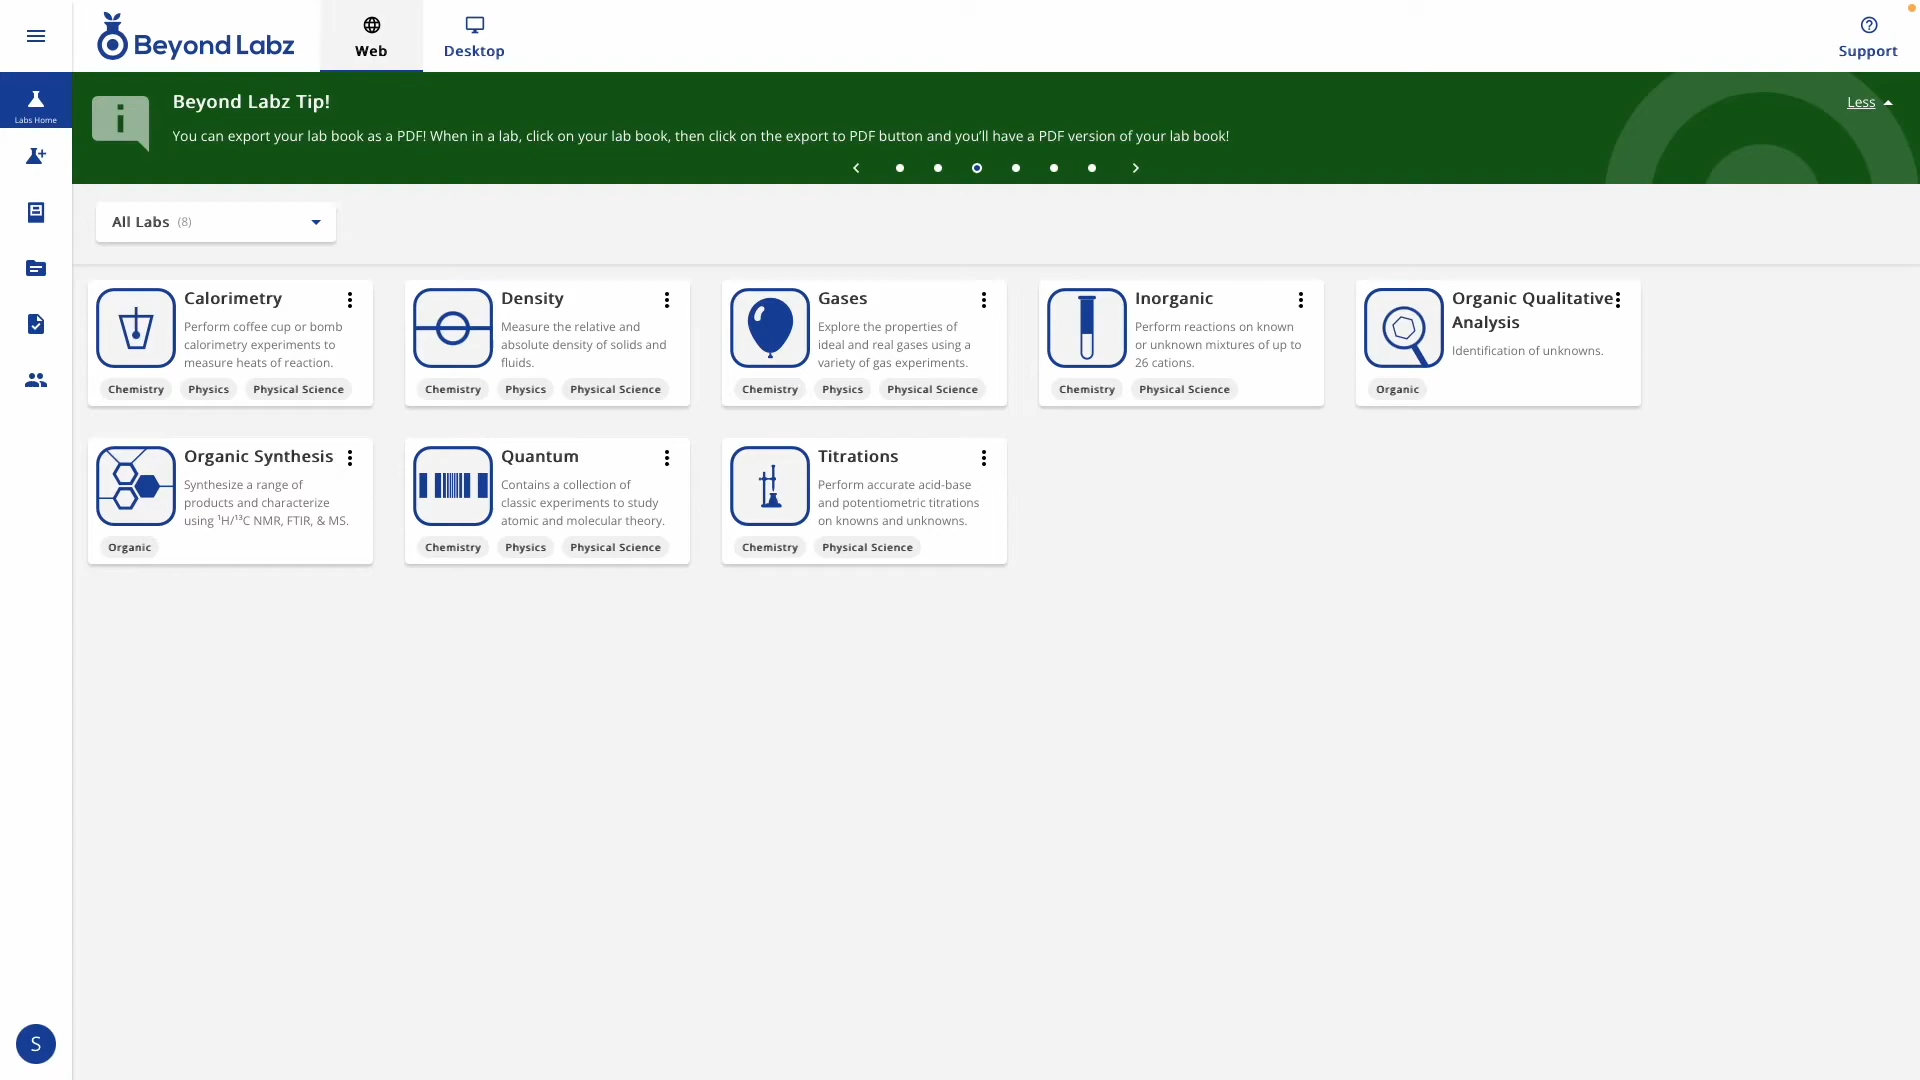 Beyond Labz
Web
Desktop
Support
Labs Home
Beyond Labz Tip!
Less
You can export your lab book as a PDF! When in a lab, click on your lab book, then click on the export to PDF button and you'll have a PDF version of your lab book!
All Labs (8)
Calorimetry
Perform coffee cup or bomb
calorimetry experiments to
measure heats of reaction.
Chemistry Physics Physical Science
Density
Measure the relative and
absolute density of solids and
fluids.
Chemistry Physics Physical Science
Gases
Explore the properties of
ideal and real gases using a
variety of gas experiments.
Chemistry Physics Physical Science
Inorganic
Perform reactions on known
or unknown mixtures of up to
26 cations.
Chemistry Physical Science
Organic Qualitative
Analysis
Identification of unknowns.
Organic
Organic Synthesis
Synthesize a range of
products and characterize
using ¹H/¹³C NMR, FTIR, & MS.
Organic
Quantum
Contains a collection of
classic experiments to study
atomic and molecular theory.
Chemistry Physics Physical Science
Titrations
Perform accurate acid-base
and potentiometric titrations
on knowns and unknowns.
Chemistry Physical Science
S